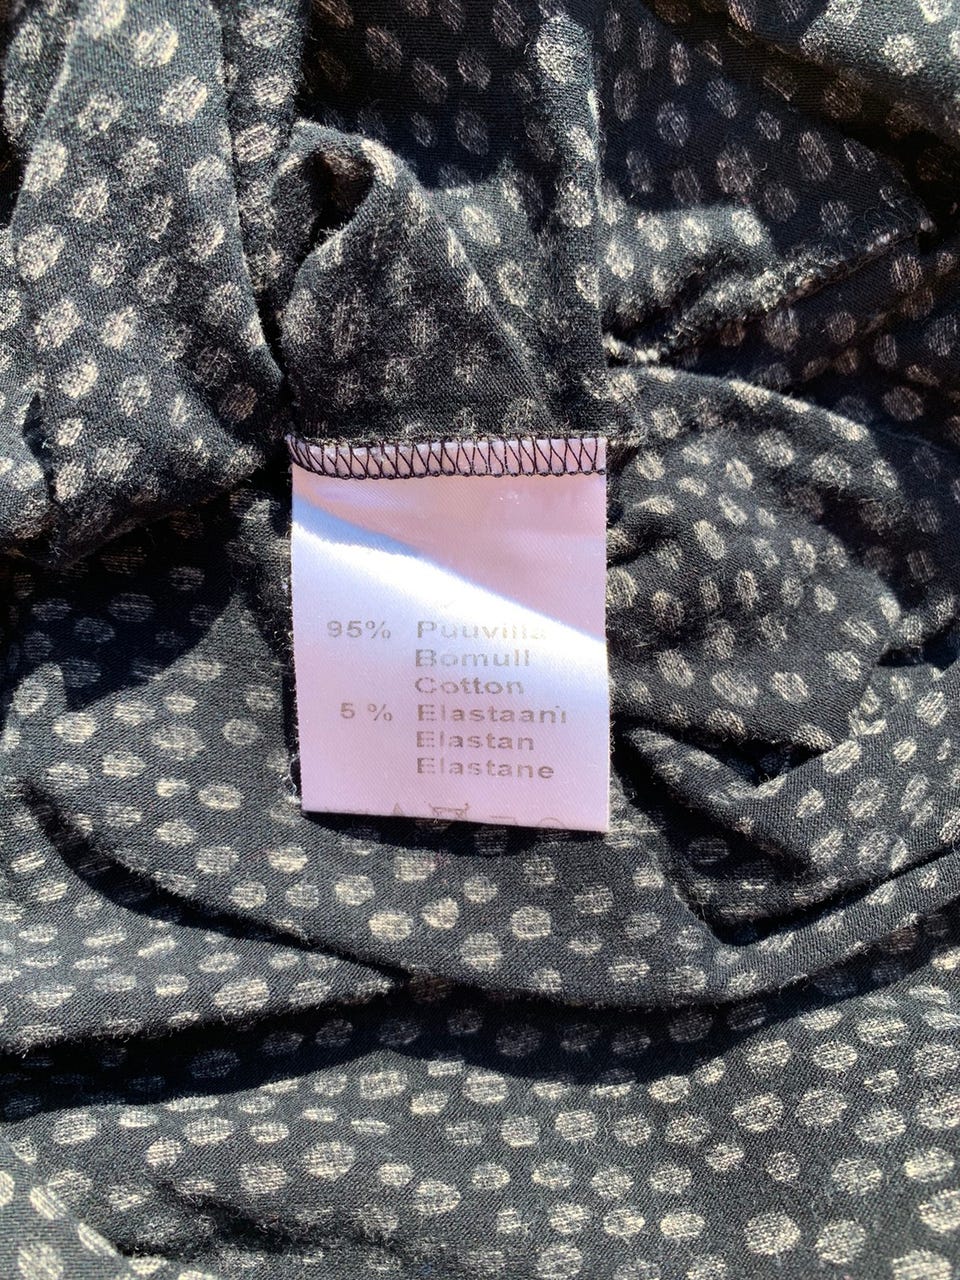 95% Puuvilla
Bomull
Cotton
5% Elastaani
Elastan
Elastane